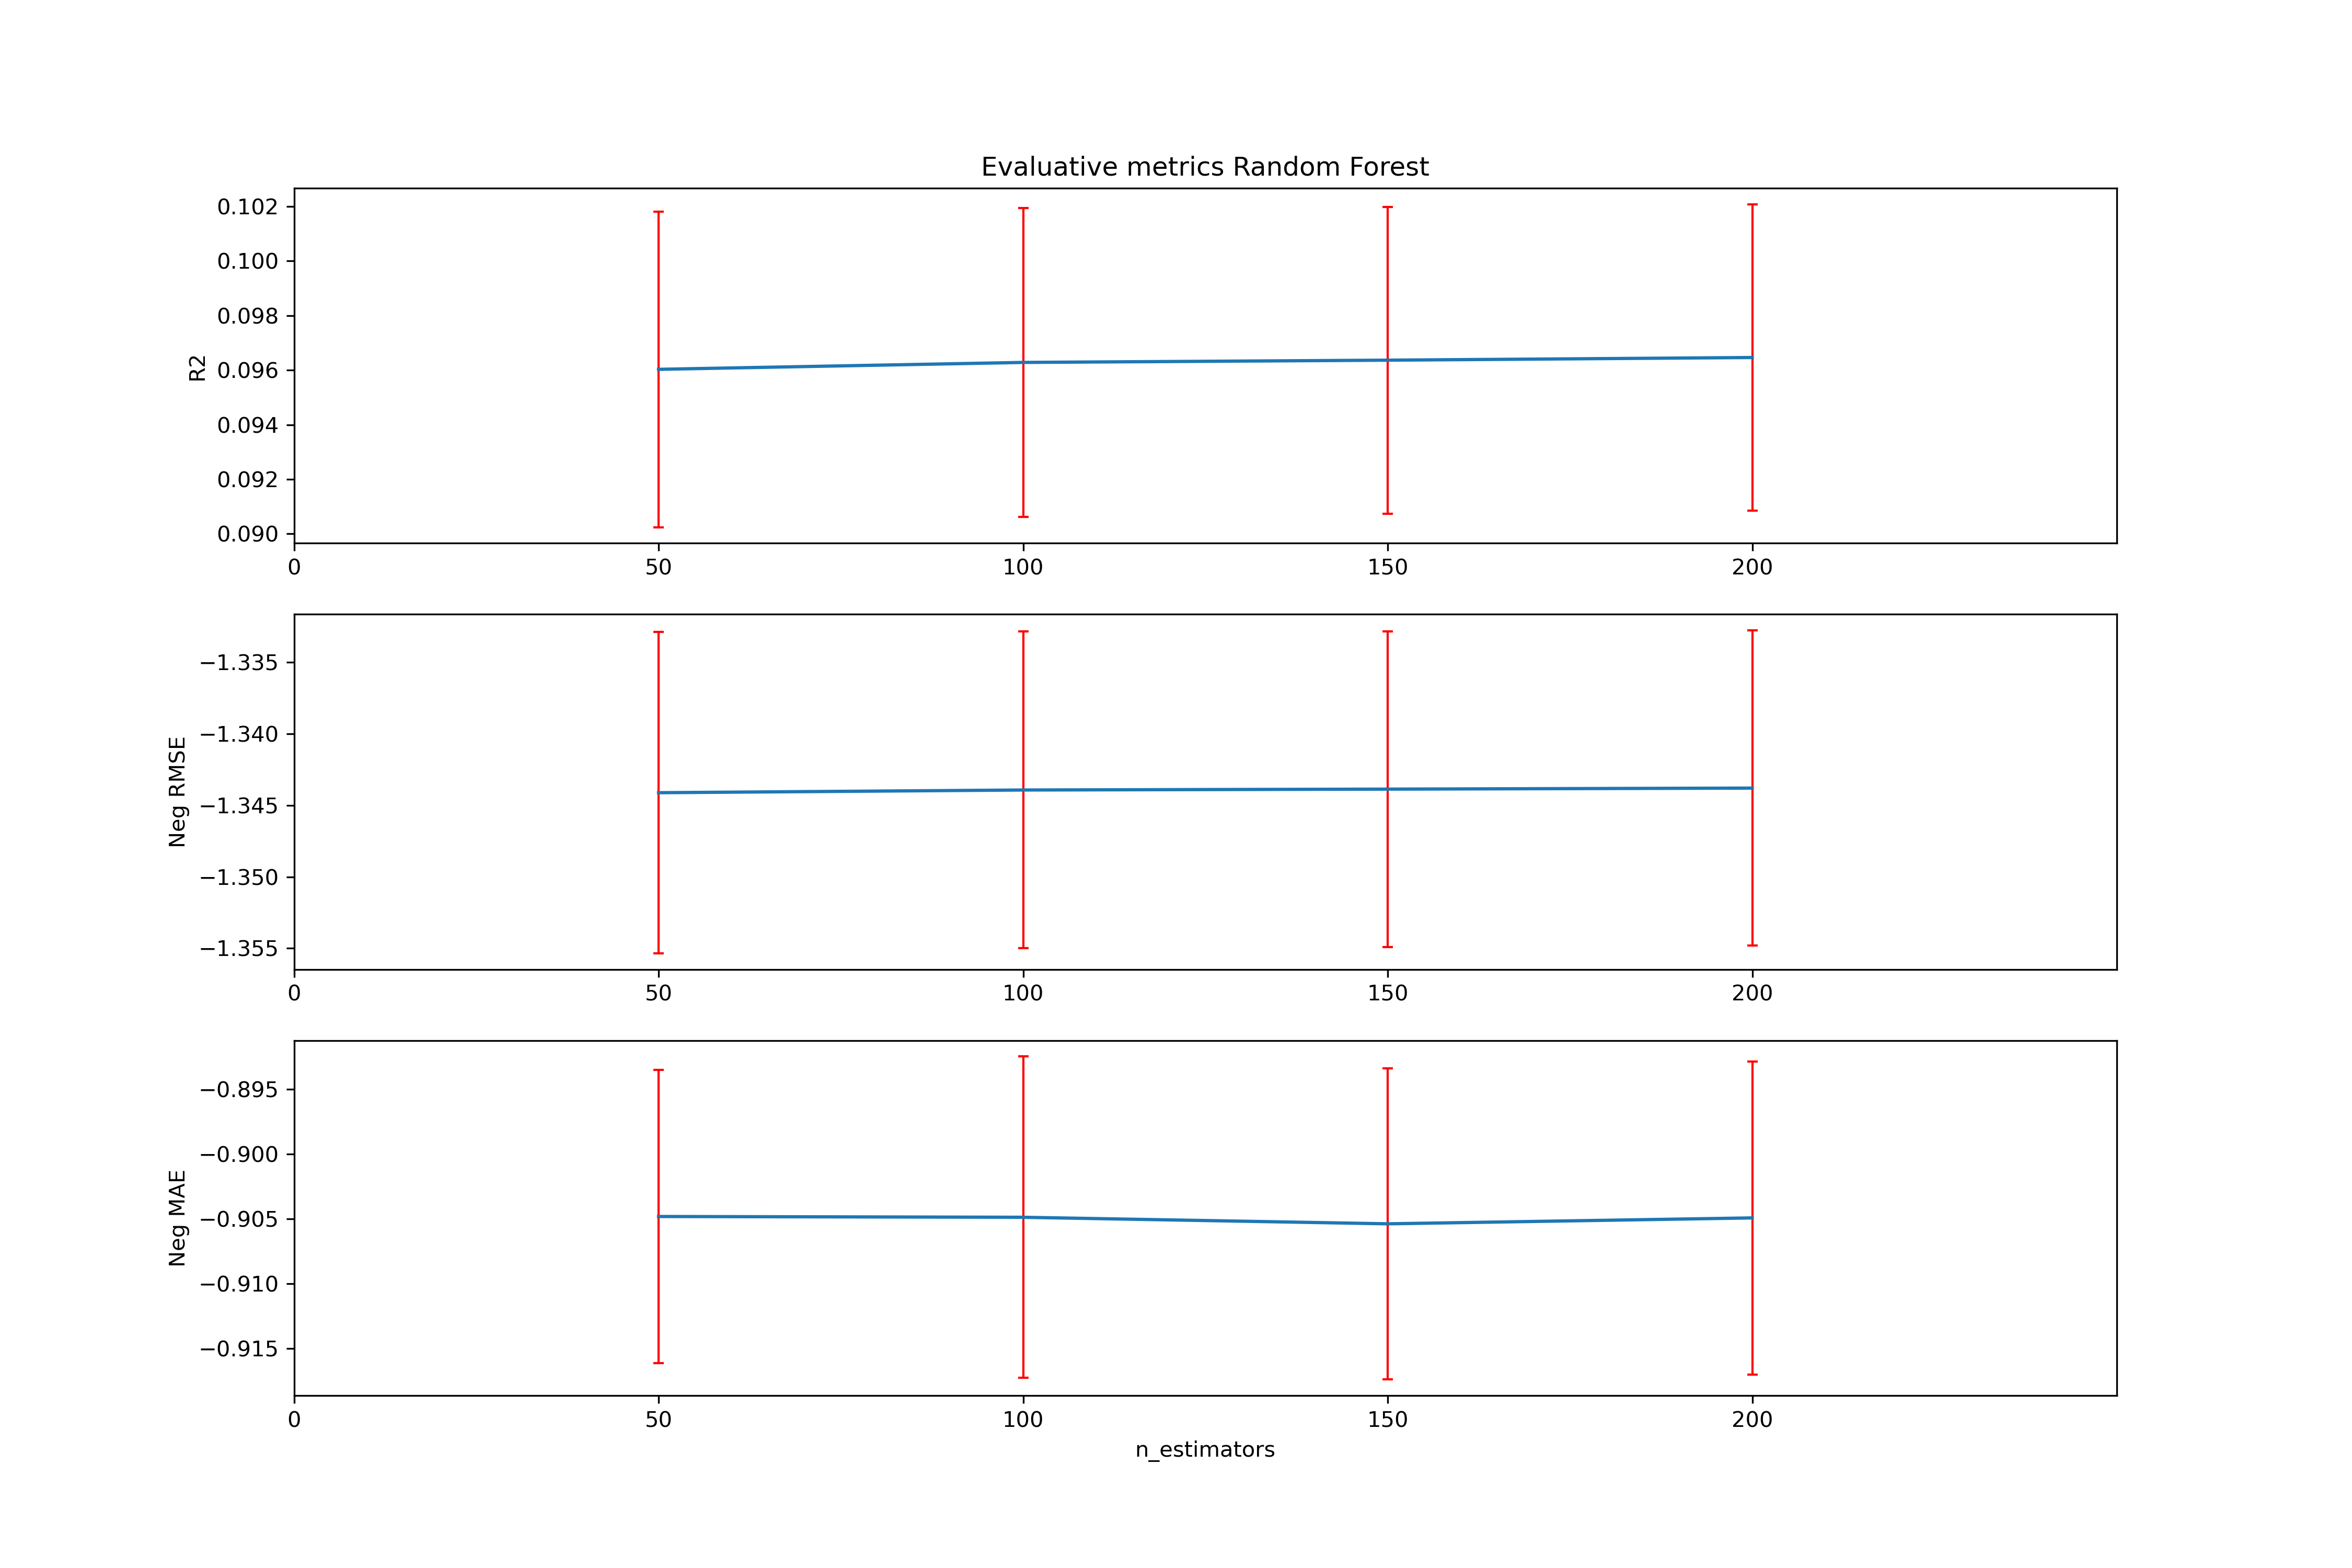 Evaluative metrics Random Forest
0.102
0.100
0.098
0.096
0.094
0.092
0.090
R2
0 50 100 150 200
−1.335
−1.340
−1.345
−1.350
−1.355
Neg RMSE
0 50 100 150 200
−0.895
−0.900
−0.905
−0.910
−0.915
Neg MAE
0 50 100 150 200
n_estimators